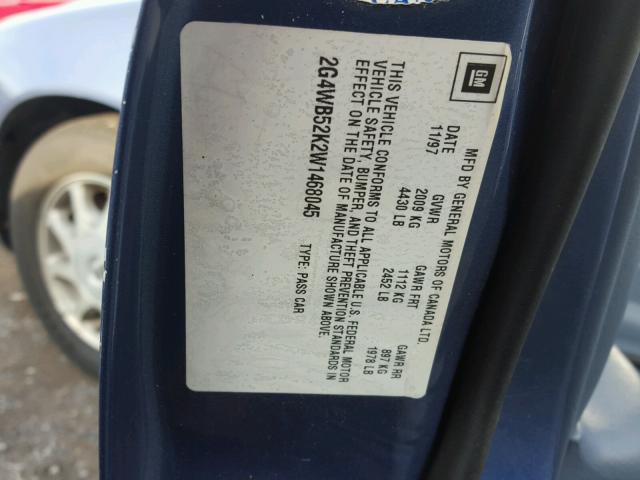 GM
MFD BY GENERAL MOTORS OF CANADA LTD.
DATE GVWR GAWR FRT GAWR RR
11/97 2009 KG 1112 KG 897 KG
4430 LB 2452 LB 1978 LB
THIS VEHICLE CONFORMS TO ALL APPLICABLE U.S. FEDERAL MOTOR
VEHICLE SAFETY, BUMPER, AND THEFT PREVENTION STANDARDS IN
EFFECT ON THE DATE OF MANUFACTURE SHOWN ABOVE.
2G4WB52K2W1468045 TYPE: PASS CAR